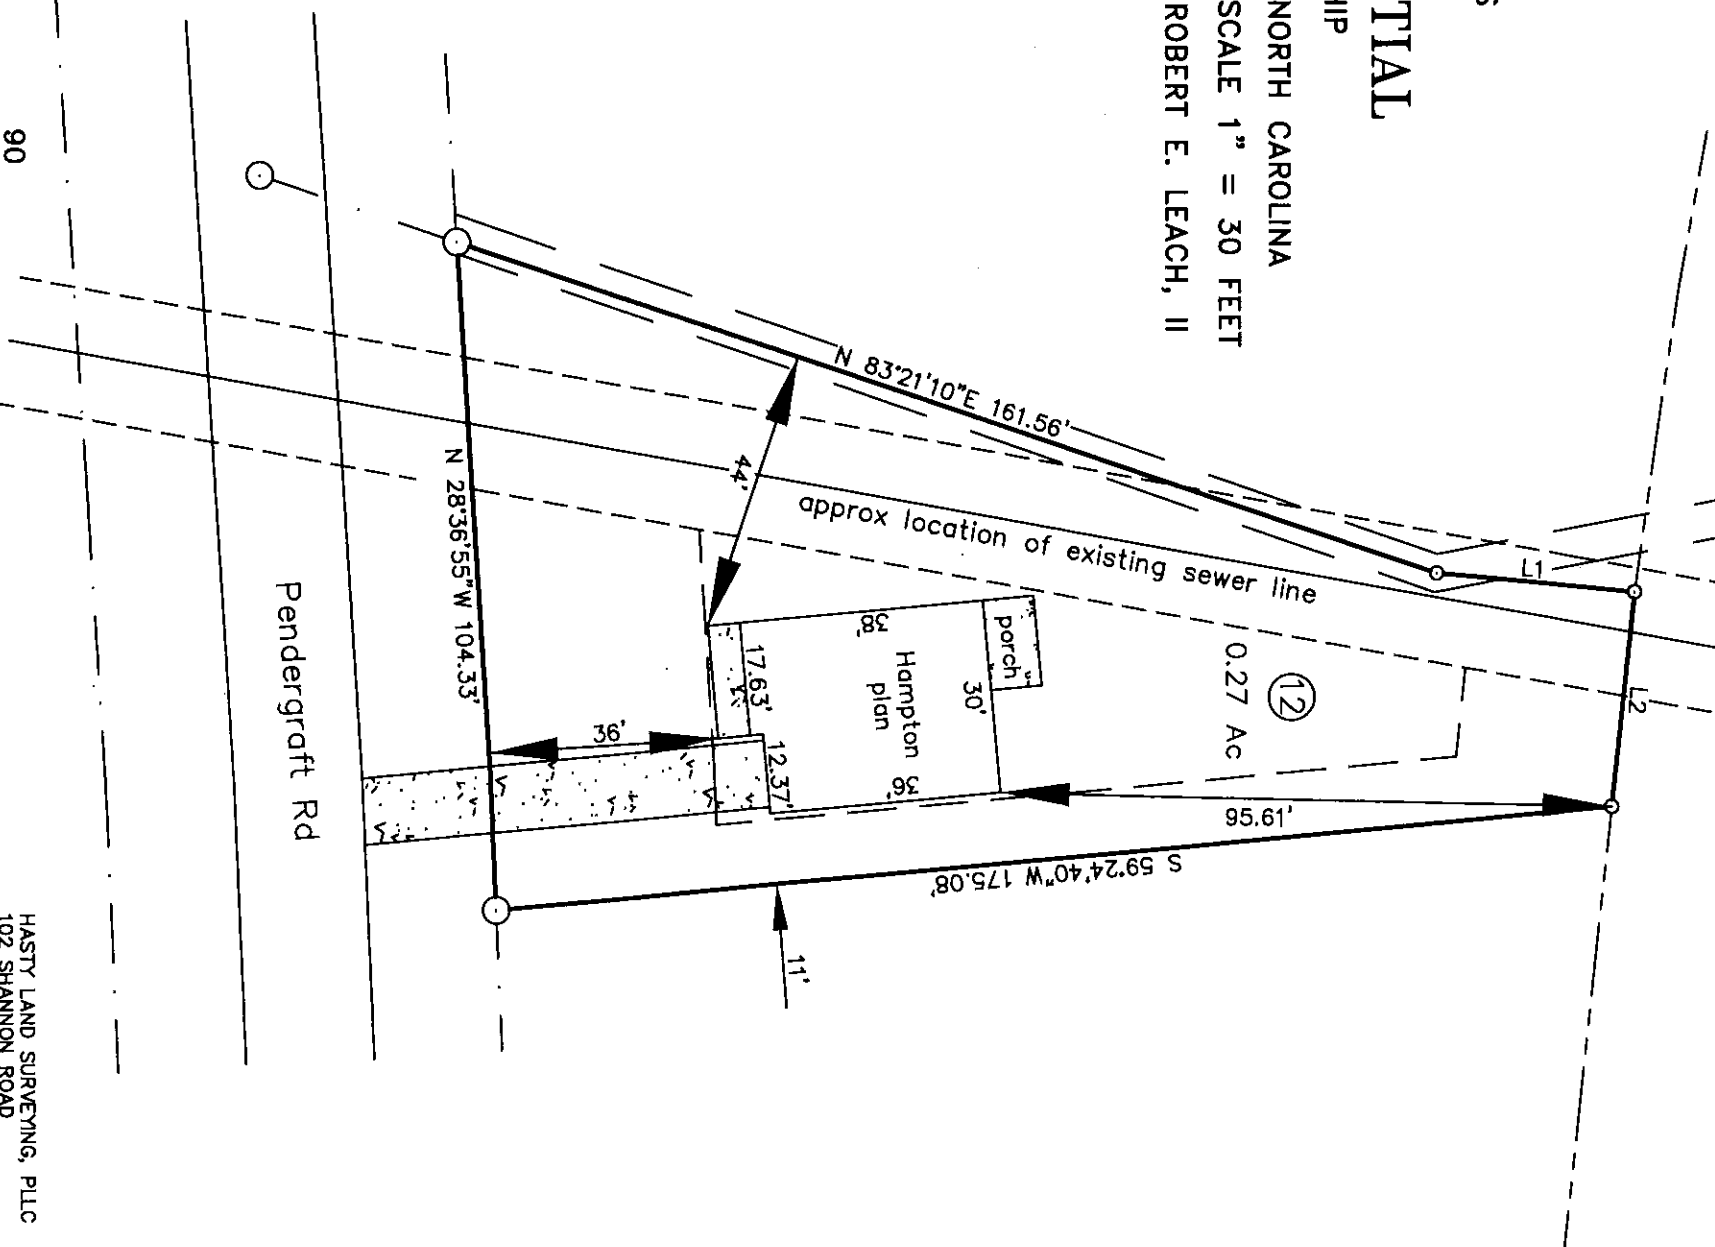 TIAL
HIP
NORTH CAROLINA
SCALE 1" = 30 FEET
ROBERT E. LEACH, II
N 83°21'10"E 161.56'
L1
L2
44'
approx location of existing sewer line
porch
38'
17.63'
Hampton
plan
30'
12
0.27 Ac
N 28°36'55"W 104.33'
36'
12.37'
36'
95.61'
S 59°24'40"W 175.08'
11'
Pendergraft Rd
90
HASTY LAND SURVEYING, PLLC
102 SHANNON ROAD